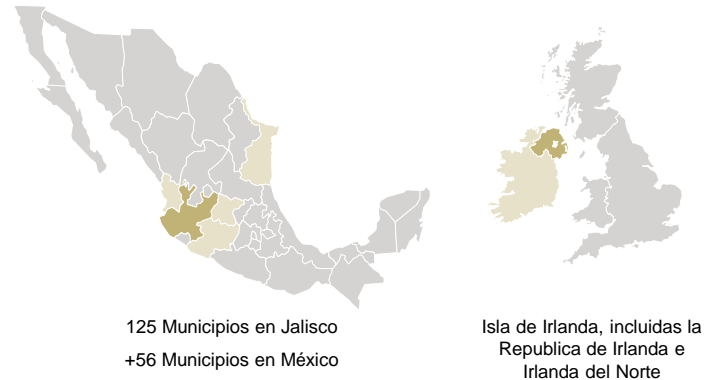 125 Municipios en Jalisco
+56 Municipios en México
Isla de Irlanda, incluidas la
Republica de Irlanda e
Irlanda del Norte